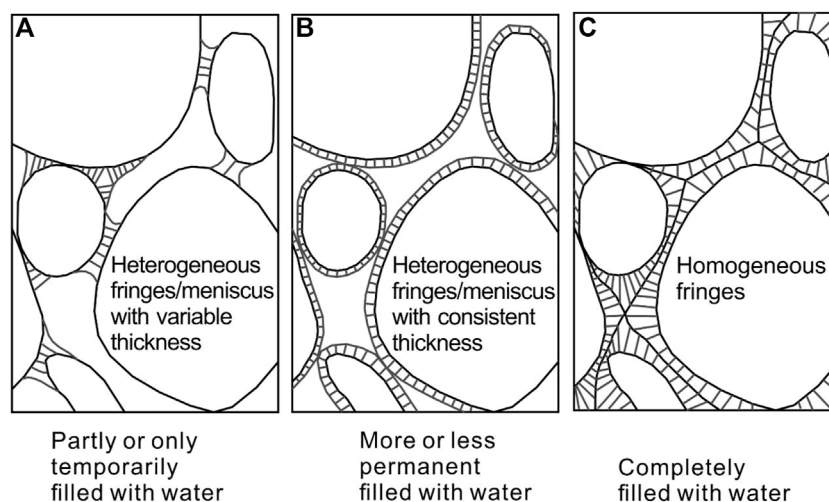 A
B
C
Heterogeneous
fringes/meniscus
with variable
thickness
Heterogeneous
fringes/meniscus
with consistent
thickness
Homogeneous
fringes
Partly or only
temporarily
filled with water
More or less
permanent
filled with water
Completely
filled with water